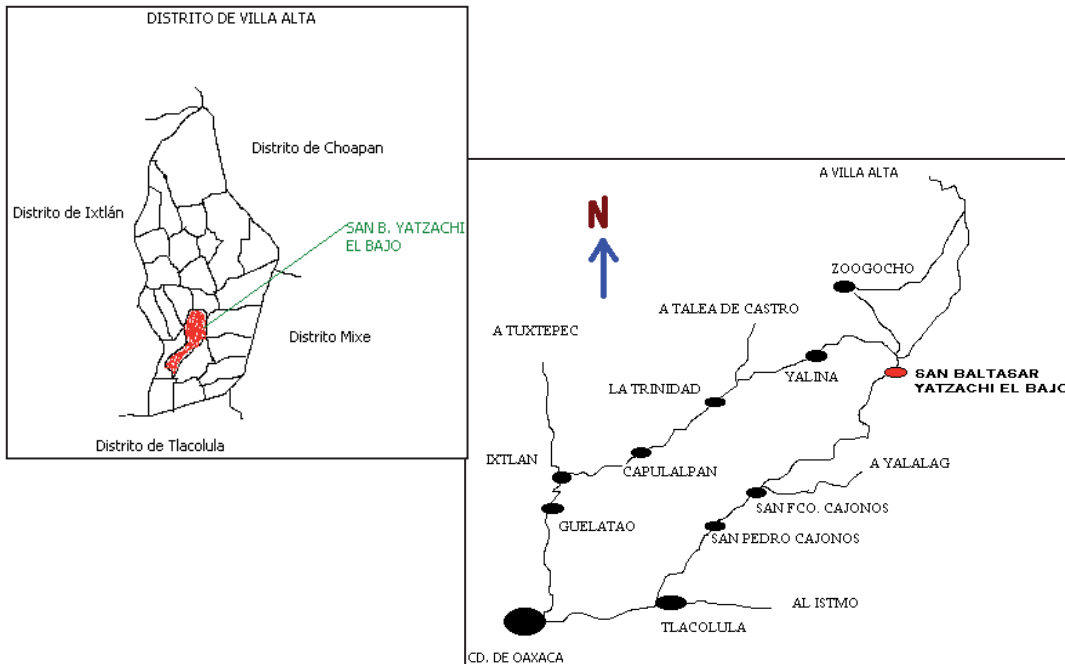 DISTRITO DE VILLA ALTA
Distrito de Choapan
Distrito de Ixtlán
SAN B. YATZACHI
EL BAJO
Distrito Mixe
Distrito de Tlacolula
A VILLA ALTA
N
ZOOGOCHO
A TALEA DE CASTRO
A TUXTEPEC
YALINA
SAN BALTASAR
YATZACHI EL BAJO
LA TRINIDAD
IXTLAN
CAPULALPAN
A YALALAG
SAN FCO. CAJONOS
GUELATAO
SAN PEDRO CAJONOS
AL ISTMO
TLACOLULA
CD. DE OAXACA